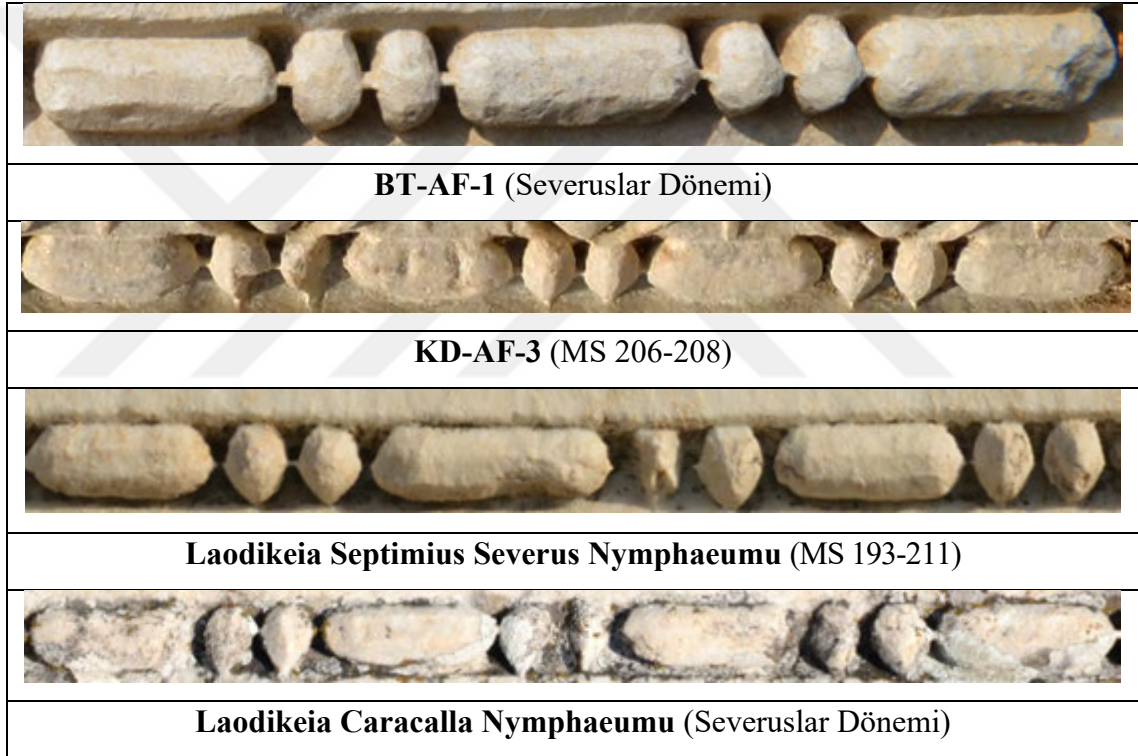 BT-AF-1 (Severuslar Dönemi)
KD-AF-3 (MS 206-208)
Laodikeia Septimius Severus Nymphaeumu (MS 193-211)
Laodikeia Caracalla Nymphaeumu (Severuslar Dönemi)